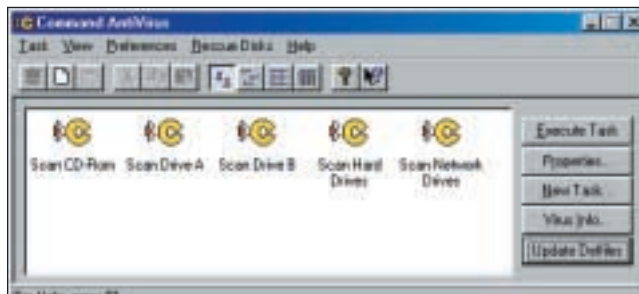 Command AntiVirus
Task View Preferences Rescue Disks Help
Scan CD-Rom Scan Drive A Scan Drive B Scan Hard Drives Scan Network Drives
Execute Task
Properties...
New Task...
Virus Info...
Update Deffiles